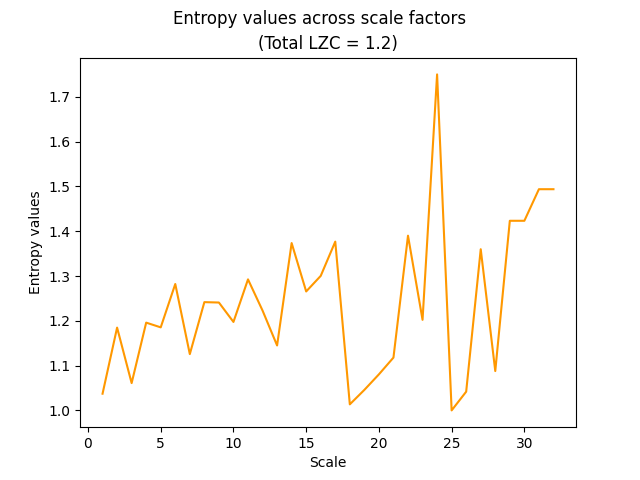 Entropy values across scale factors
(Total LZC = 1.2)
1.7
1.6
1.5
1.4
1.3
1.2
1.1
1.0
Entropy values
0 5 10 15 20 25 30
Scale